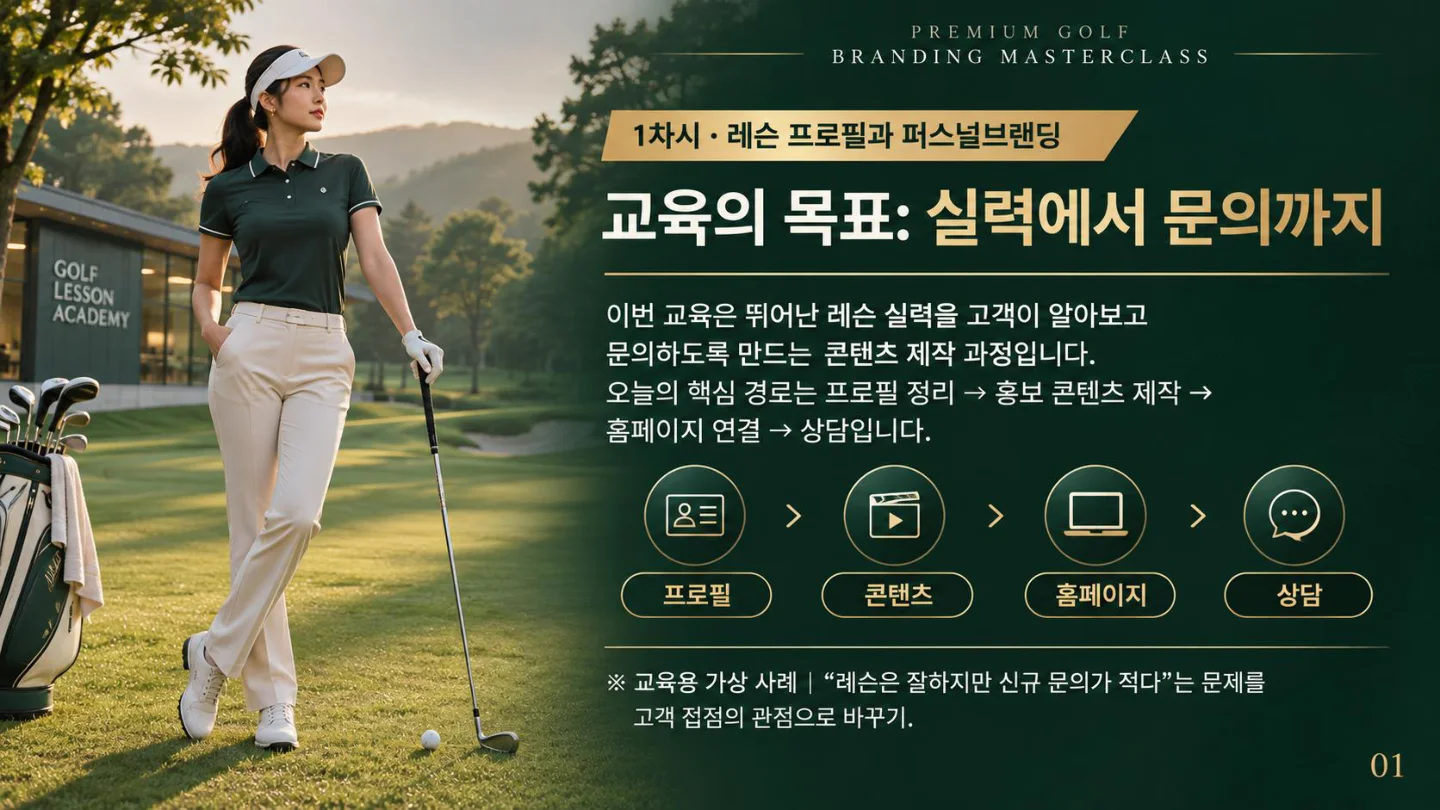 PREMIUM GOLF
BRANDING MASTERCLASS
1차시 · 레슨 프로필과 퍼스널브랜딩
교육의 목표: 실력에서 문의까지
이번 교육은 뛰어난 레슨 실력을 고객이 알아보고
문의하도록 만드는 콘텐츠 제작 과정입니다.
오늘의 핵심 경로는 프로필 정리 → 홍보 콘텐츠 제작 →
홈페이지 연결 → 상담입니다.
프로필
콘텐츠
홈페이지
상담
※ 교육용 가상 사례 | “레슨은 잘하지만 신규 문의가 적다”는 문제를
고객 접점의 관점으로 바꾸기.
01
GOLF
LESSON
ACADEMY